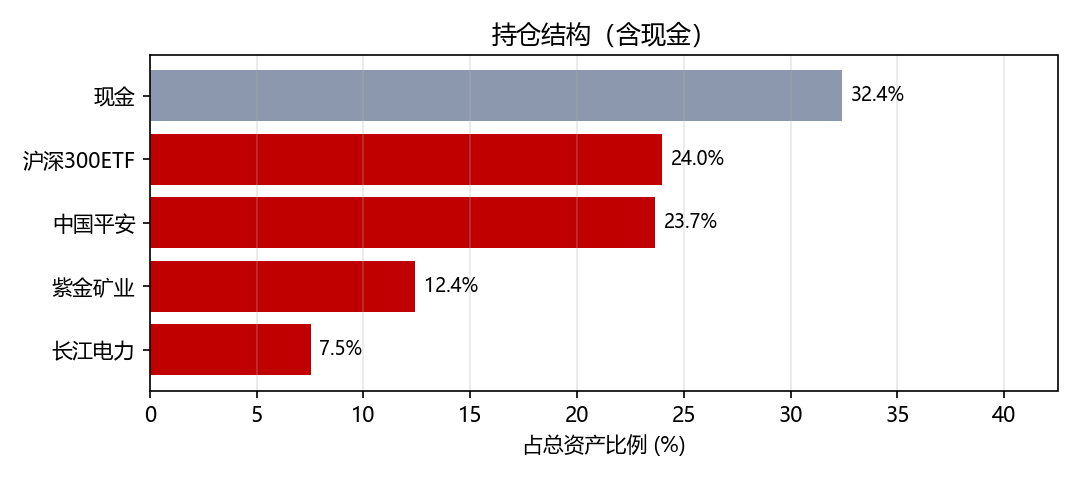 持仓结构（含现金）
现金
32.4%
沪深300ETF
24.0%
中国平安
23.7%
紫金矿业
12.4%
长江电力
7.5%
0 5 10 15 20 25 30 35 40
占总资产比例 (%)